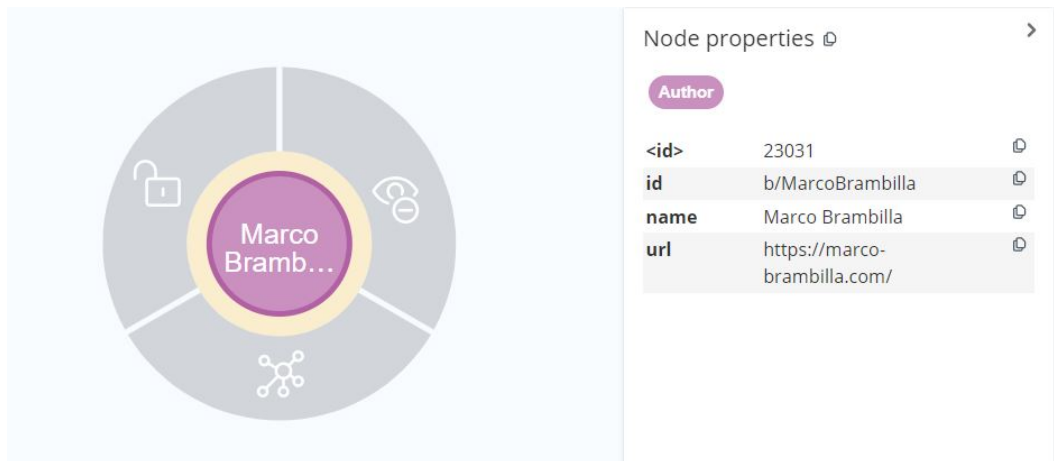 Marco
Bramb...
Node properties
Author
<id> 23031
id b/MarcoBrambilla
name Marco Brambilla
url https://marco-
brambilla.com/